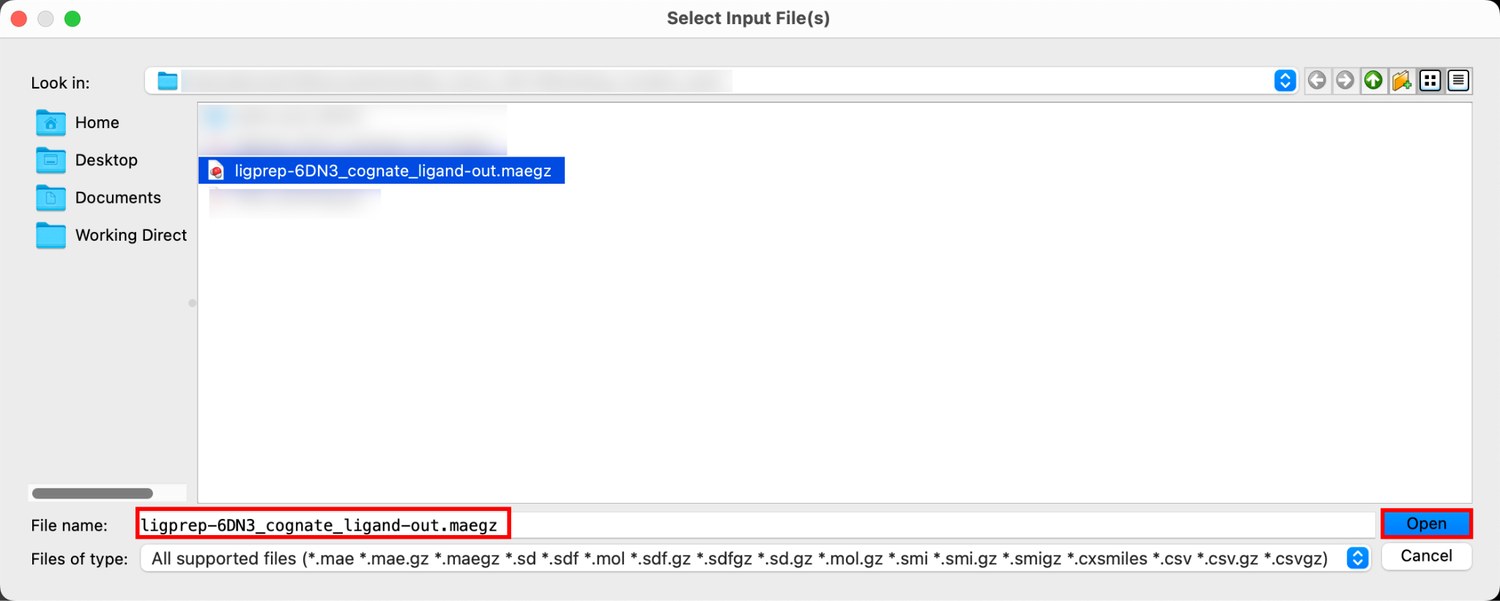 Select Input File(s)
Look in:
Home
Desktop
Documents
Working Direct
ligprep-6DN3_cognate_ligand-out.maegz
File name: ligprep-6DN3_cognate_ligand-out.maegz Open
Files of type: All supported files (*.mae *.mae.gz *.maegz *.sd *.sdf *.mol *.sdf.gz *.sdfgz *.sd.gz *.mol.gz *.smi *.smi.gz *.smigz *.cxsmiles *.csv *.csv.gz *.csvgz) Cancel